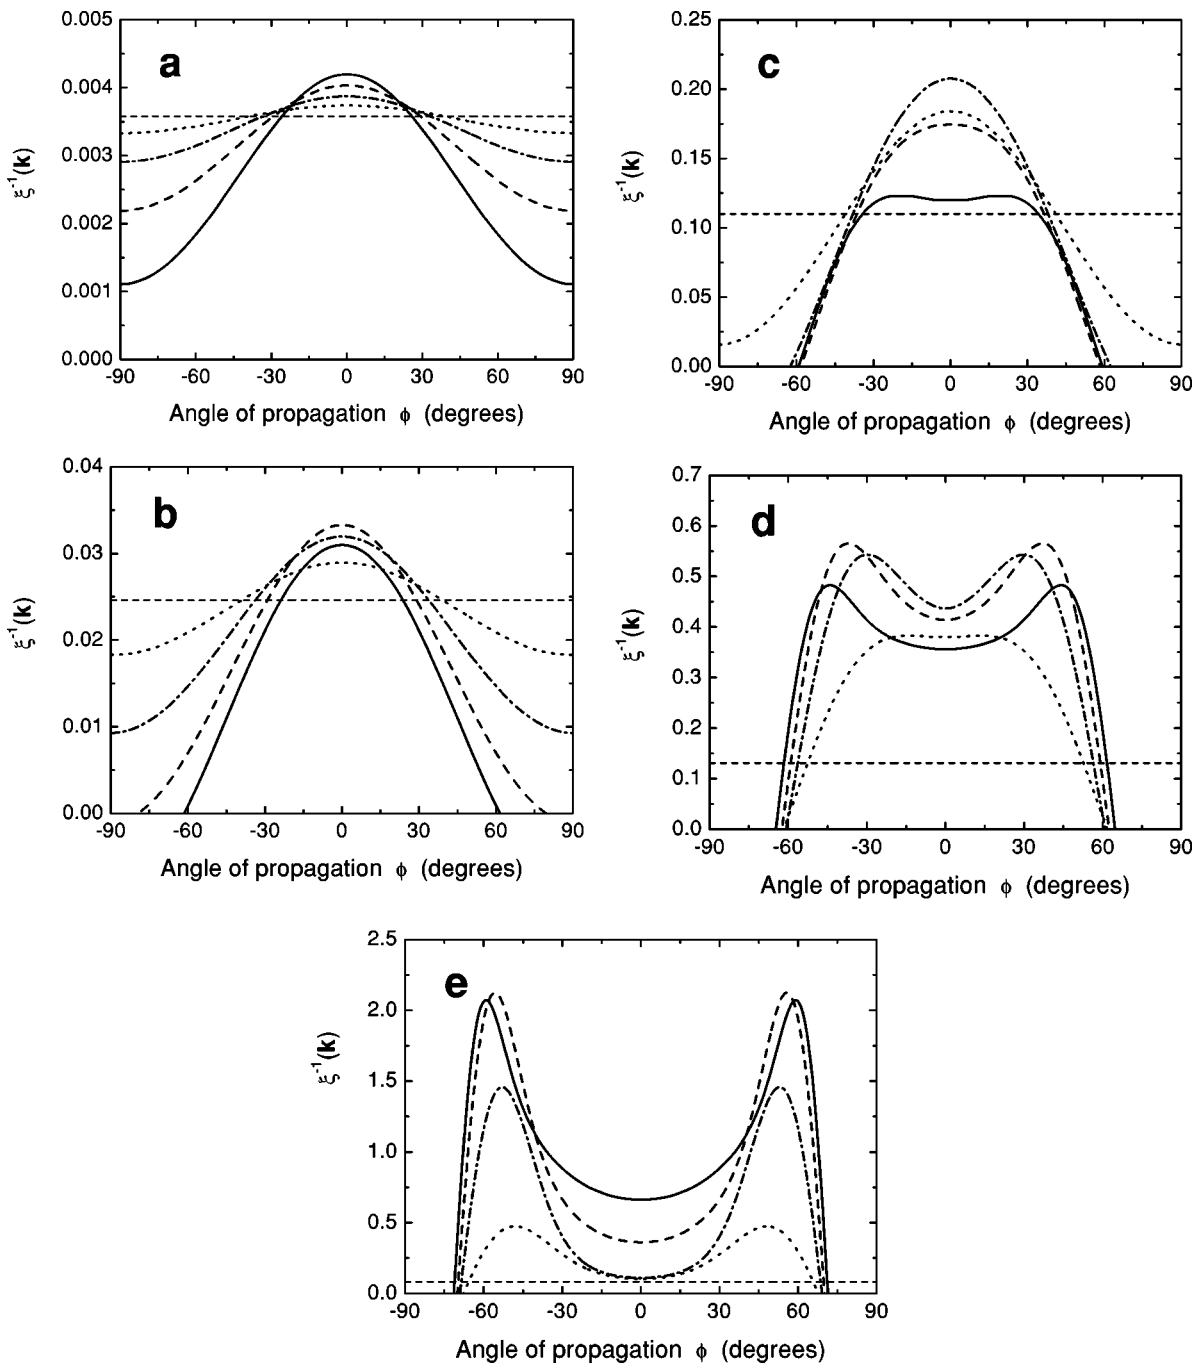 a
0.005
0.004
0.003
0.002
0.001
0.000
ξ⁻¹(k)
-90 -60 -30 0 30 60 90
Angle of propagation ϕ (degrees)
b
0.04
0.03
0.02
0.01
0.00
ξ⁻¹(k)
-90 -60 -30 0 30 60 90
Angle of propagation ϕ (degrees)
c
0.25
0.20
0.15
0.10
0.05
0.00
ξ⁻¹(k)
-90 -60 -30 0 30 60 90
Angle of propagation ϕ (degrees)
d
0.7
0.6
0.5
0.4
0.3
0.2
0.1
0.0
ξ⁻¹(k)
-90 -60 -30 0 30 60 90
Angle of propagation ϕ (degrees)
e
2.5
2.0
1.5
1.0
0.5
0.0
ξ⁻¹(k)
-90 -60 -30 0 30 60 90
Angle of propagation ϕ (degrees)